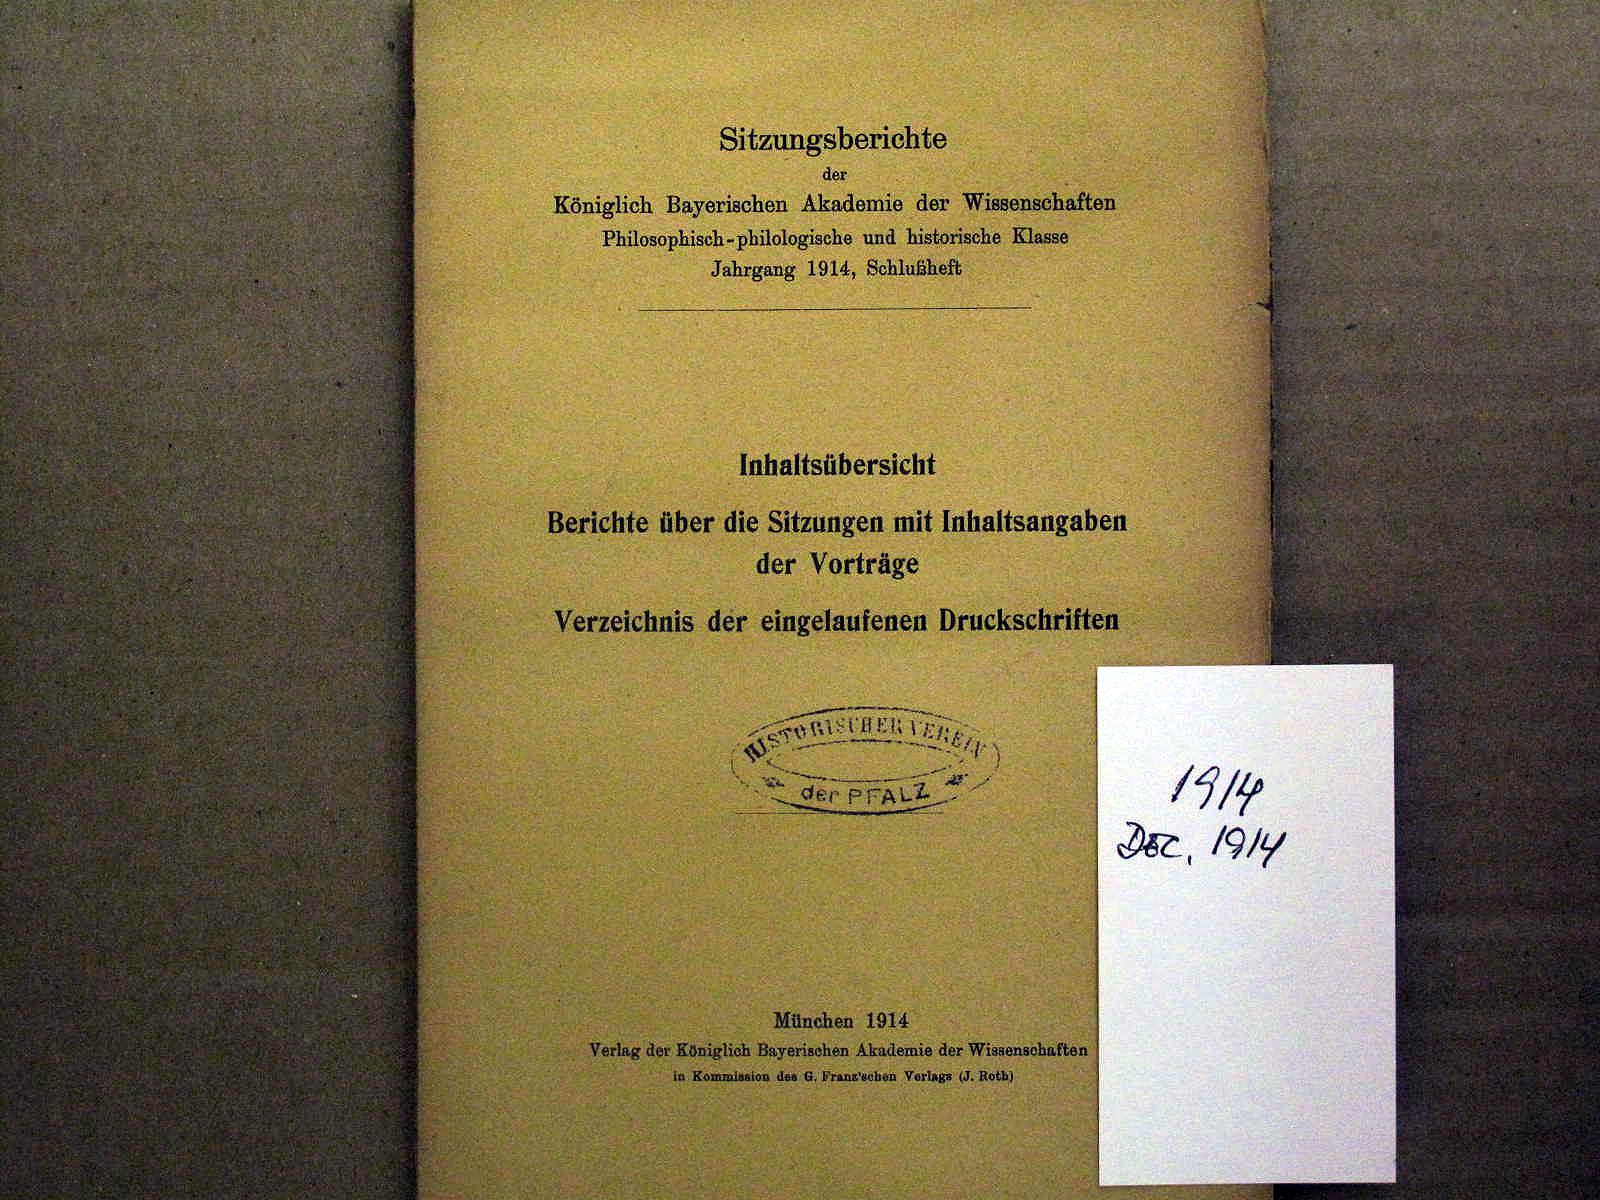 Sitzungsberichte
der
Königlich Bayerischen Akademie der Wissenschaften
Philosophisch-philologische und historische Klasse
Jahrgang 1914, Schlußheft
Inhaltsübersicht
Berichte über die Sitzungen mit Inhaltsangaben
der Vorträge
Verzeichnis der eingelaufenen Druckschriften
HISTORISCHER VEREIN
der PFALZ
1914
DEC. 1914
München 1914
Verlag der Königlich Bayerischen Akademie der Wissenschaften
in Kommission des G. Franz'schen Verlags (J. Roth)